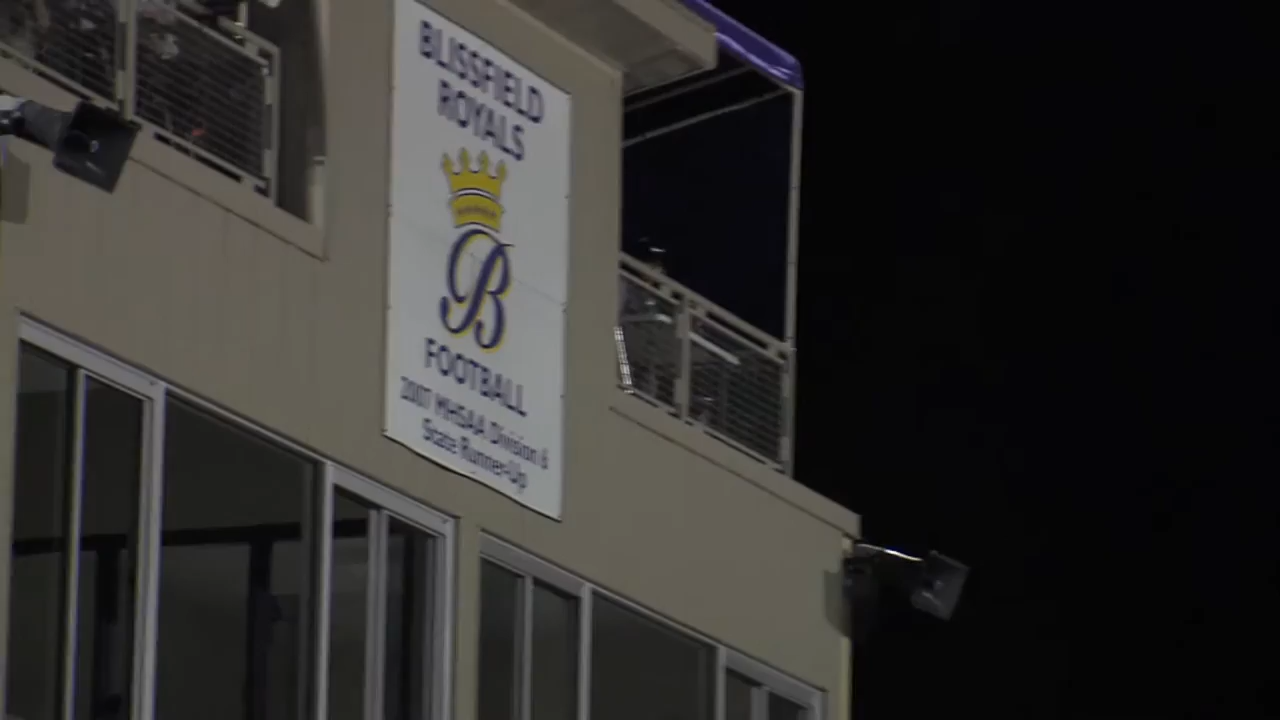 BLISSFIELD
ROYALS
B
FOOTBALL
2007 MHSAA Division 6
State Runner-Up